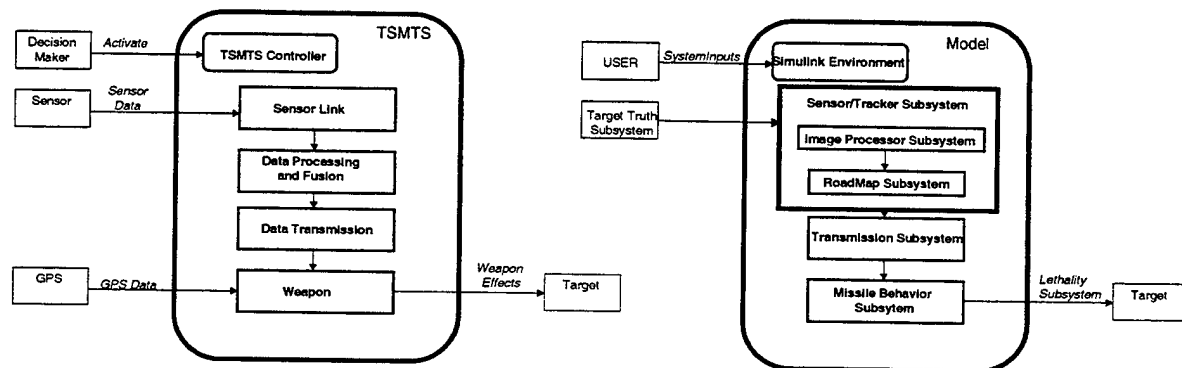 TSMTS
Decision
Maker
Activate
TSMTS Controller
Sensor
Sensor
Data
Sensor Link
Data Processing
and Fusion
Data Transmission
GPS
GPS Data
Weapon
Weapon
Effects
Target
Model
USER
SystemInputs
Simulink Environment
Target Truth
Subsystem
Sensor/Tracker Subsystem
Image Processor Subsystem
RoadMap Subsystem
Transmission Subsystem
Missile Behavior
Subsytem
Lethality
Subsystem
Target